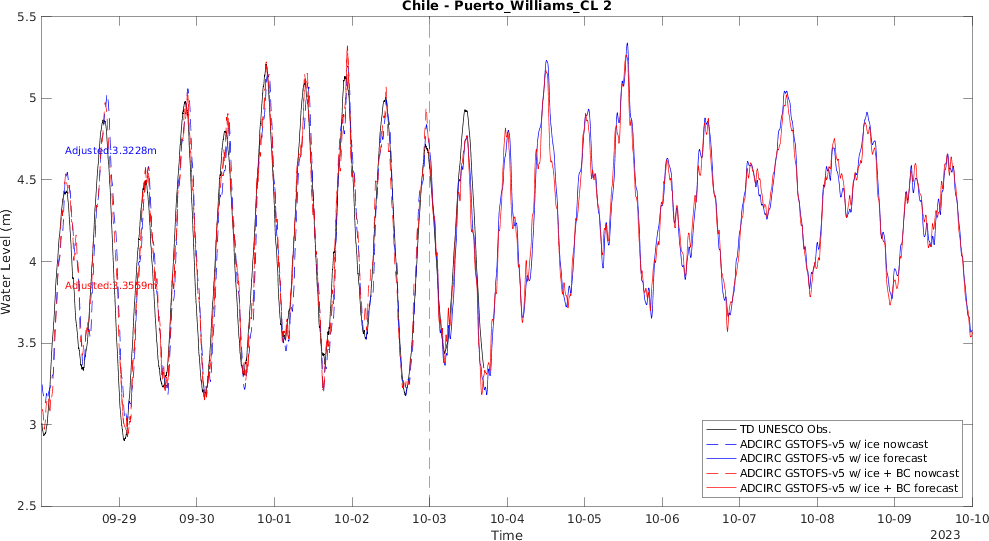 Chile - Puerto_Williams_CL 2
5.5
5
4.5
4
3.5
3
2.5
Water Level (m)
Adjusted:3.3228m
Adjusted:3.3559m
TD UNESCO Obs.
ADCIRC GSTOFS-v5 w/ ice nowcast
ADCIRC GSTOFS-v5 w/ ice forecast
ADCIRC GSTOFS-v5 w/ ice + BC nowcast
ADCIRC GSTOFS-v5 w/ ice + BC forecast
09-29 09-30 10-01 10-02 10-03 10-04 10-05 10-06 10-07 10-08 10-09 10-10
Time
2023